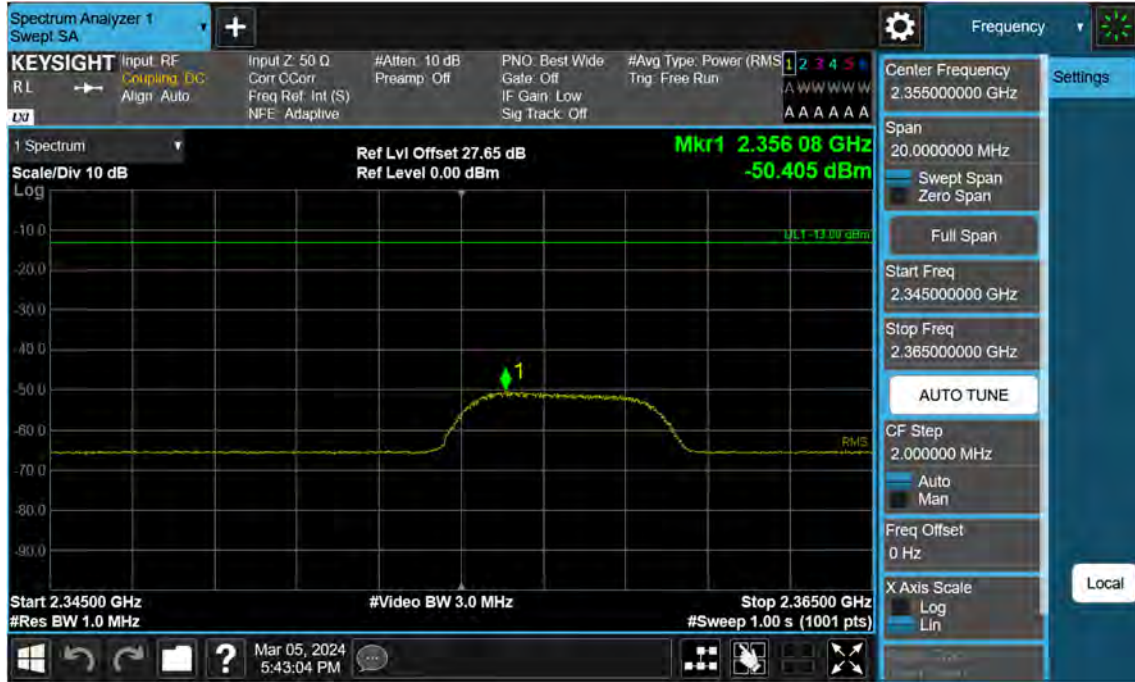 Spectrum Analyzer 1
Swept SA
Frequency
KEYSIGHT
RL
LXI
Input: RF
Coupling: DC
Align: Auto
Input Z: 50 Ω
Corr CCorr
Freq Ref: Int (S)
NFE: Adaptive
#Atten: 10 dB
Preamp: Off
PNO: Best Wide
Gate: Off
IF Gain: Low
Sig Track: Off
#Avg Type: Power (RMS
Trig: Free Run
1 2 3 4 5 6
A W W W W W
A A A A A A
1 Spectrum
Scale/Div 10 dB
Log
Ref Lvl Offset 27.65 dB
Ref Level 0.00 dBm
Mkr1 2.356 08 GHz
-50.405 dBm
-10.0
DL1 -13.00 dBm
-20.0
-30.0
-40.0
1
-50.0
-60.0
RMS
-70.0
-80.0
-90.0
Start 2.34500 GHz
#Res BW 1.0 MHz
#Video BW 3.0 MHz
Stop 2.36500 GHz
#Sweep 1.00 s (1001 pts)
?
Mar 05, 2024
5:43:04 PM
Center Frequency
2.355000000 GHz
Span
20.0000000 MHz
Swept Span
Zero Span
Full Span
Start Freq
2.345000000 GHz
Stop Freq
2.365000000 GHz
AUTO TUNE
CF Step
2.000000 MHz
Auto
Man
Freq Offset
0 Hz
X Axis Scale
Log
Lin
Settings
Local